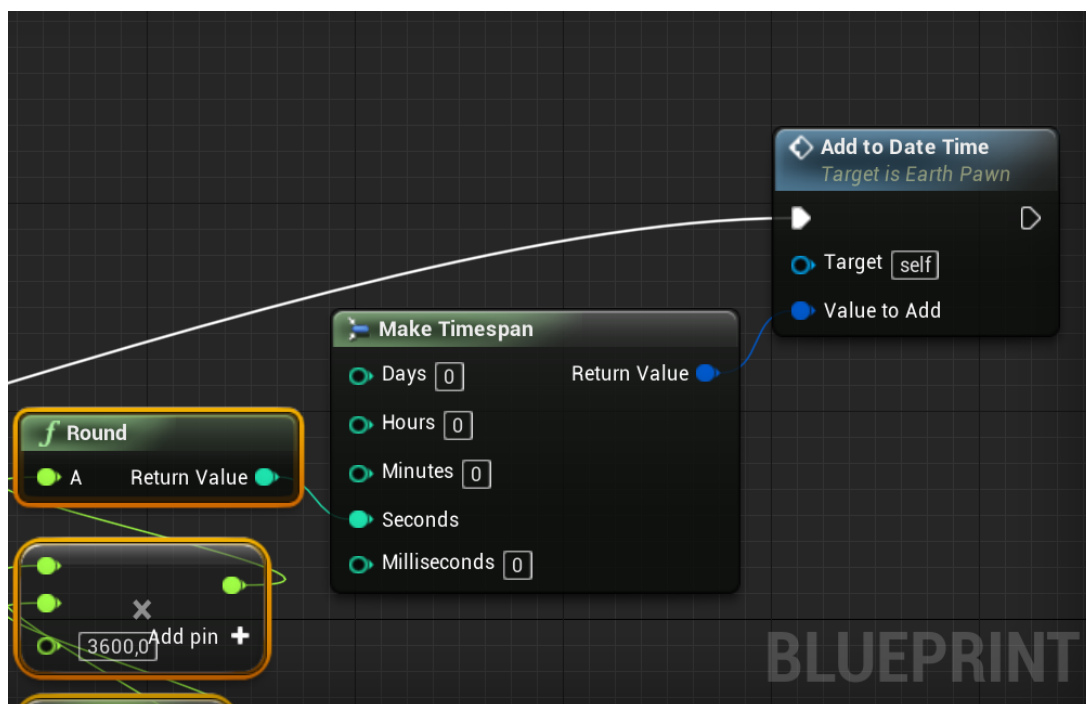 Add to Date Time
Target is Earth Pawn
Target self
Value to Add
Make Timespan
Days 0
Return Value
Hours 0
Minutes 0
Seconds
Milliseconds 0
f Round
A
Return Value
×
3600,0
Add pin +
BLUEPRINT